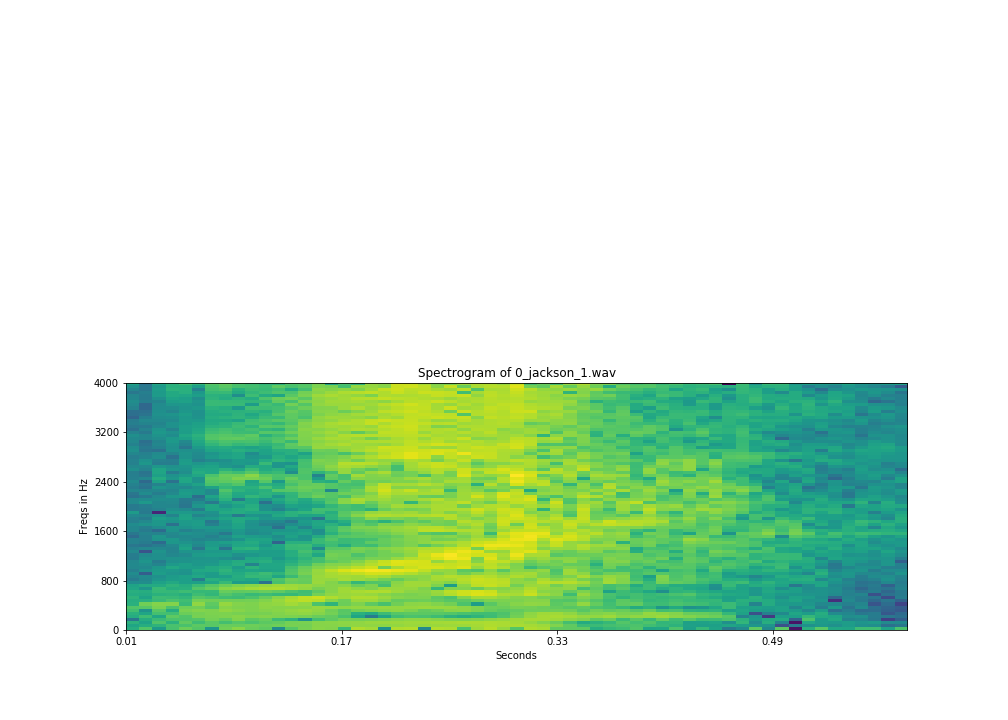 Spectrogram of 0_jackson_1.wav
4000
3200
2400
1600
800
0
Freqs in Hz
0.01 0.17 0.33 0.49
Seconds